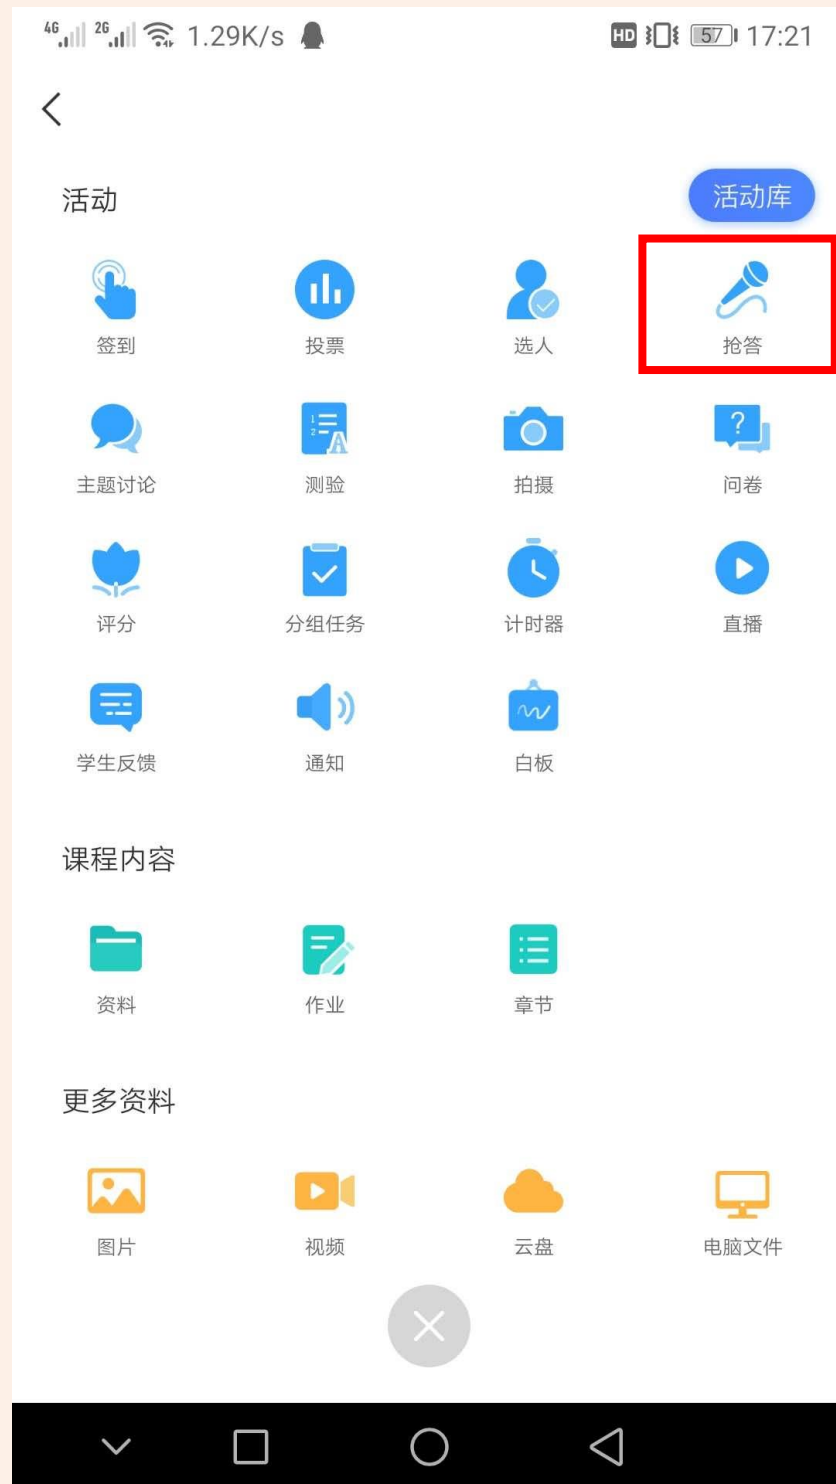 4G 2G 1.29K/s HD 57 17:21
活动 活动库
签到 投票 选人 抢答
主题讨论 测验 拍摄 问卷
评分 分组任务 计时器 直播
学生反馈 通知 白板
课程内容
资料 作业 章节
更多资料
图片 视频 云盘 电脑文件